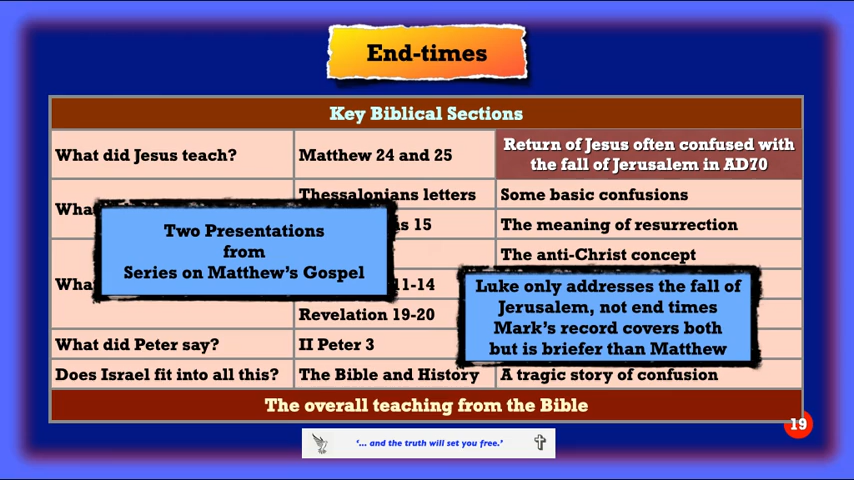 End-times
Key Biblical Sections
What did Jesus teach?
Matthew 24 and 25
Return of Jesus often confused with
the fall of Jerusalem in AD70
Thessalonians letters
Some basic confusions
15
The meaning of resurrection
The anti-Christ concept
11-14
Revelation 19-20
What did Peter say?
II Peter 3
Does Israel fit into all this?
The Bible and History
A tragic story of confusion
The overall teaching from the Bible
Two Presentations
from
Series on Matthew's Gospel
Luke only addresses the fall of
Jerusalem, not end times
Mark's record covers both
but is briefer than Matthew
19
'... and the truth will set you free.'